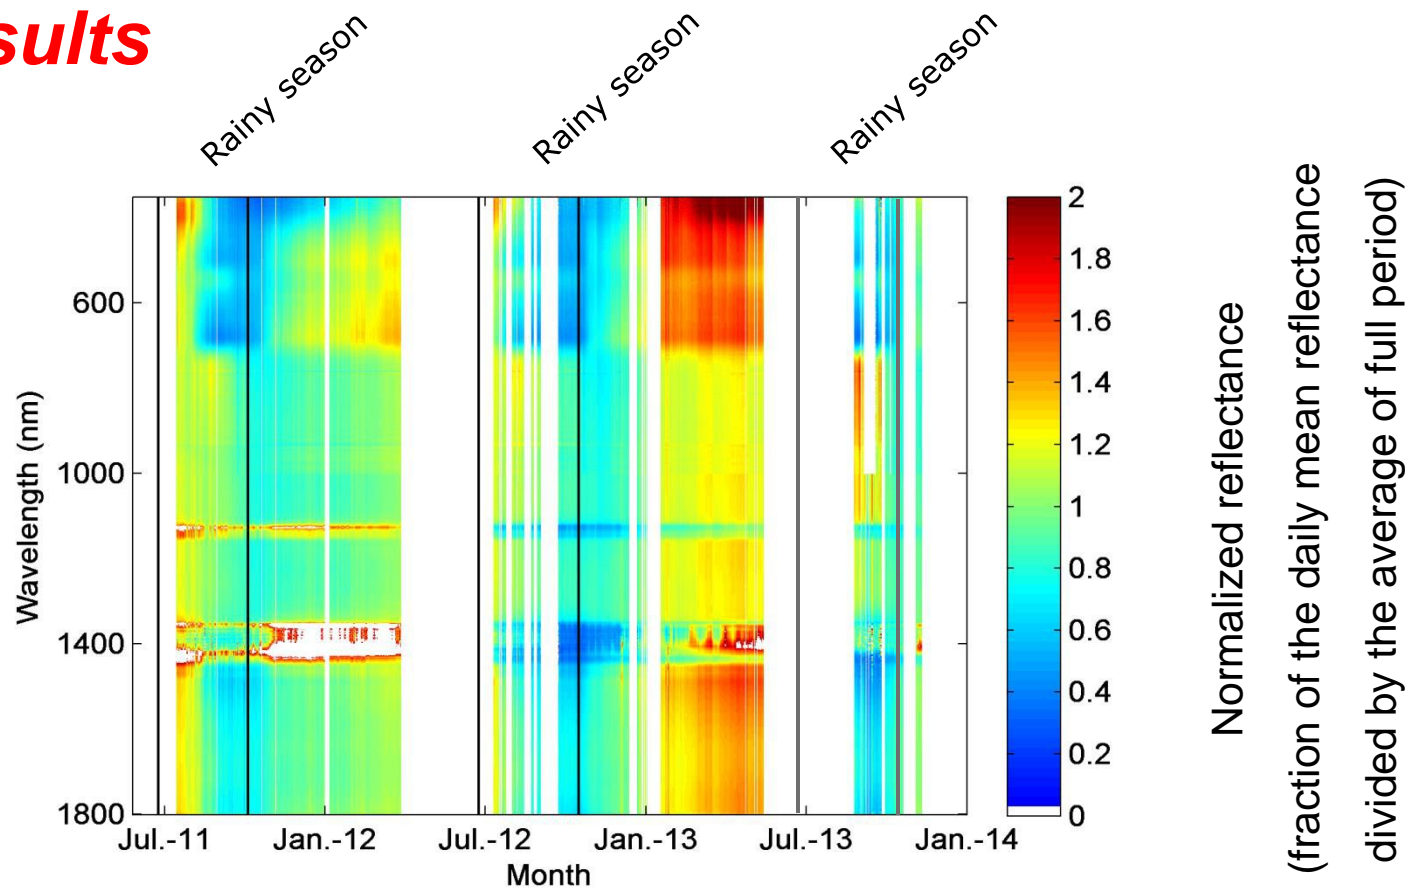 sults
Rainy season
Rainy season
Rainy season
Wavelength (nm)
600
1000
1400
1800
Jul.-11
Jan.-12
Jul.-12
Jan.-13
Jul.-13
Jan.-14
Month
2
1.8
1.6
1.4
1.2
1
0.8
0.6
0.4
0.2
0
Normalized reflectance
(fraction of the daily mean reflectance
divided by the average of full period)